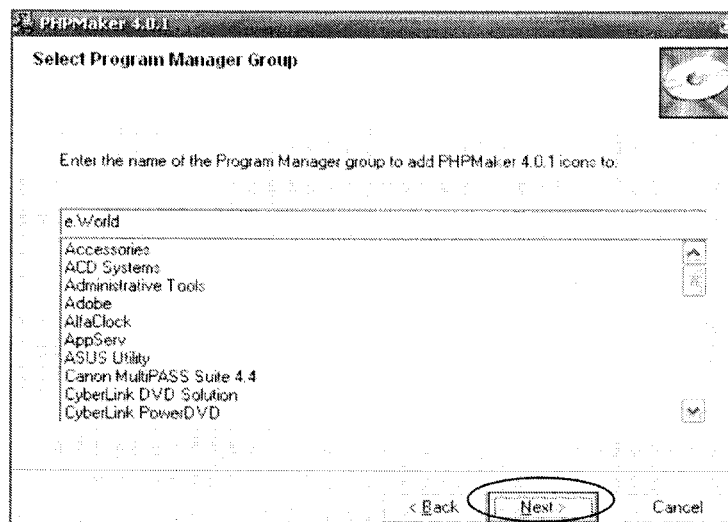 PHPMaker 4.0.1
Select Program Manager Group
Enter the name of the Program Manager group to add PHPMaker 4.0.1 icons to:
e.World
Accessories
ACD Systems
Administrative Tools
Adobe
AlfaClock
AppServ
ASUS Utility
Canon MultiPASS Suite 4.4
CyberLink DVD Solution
CyberLink PowerDVD
< Back
Next >
Cancel